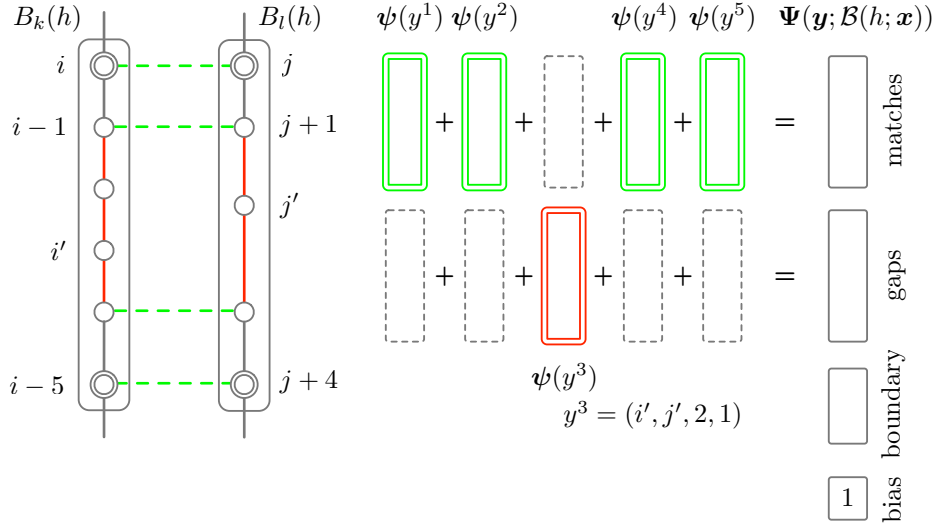 B_k(h) B_l(h) ψ(y^1) ψ(y^2) ψ(y^4) ψ(y^5) Ψ(y; B(h; x))
i j
i − 1 j + 1
+ + + + =
matches
j′
i′
+ + + + =
gaps
i − 5 j + 4
ψ(y^3)
y^3 = (i′, j′, 2, 1)
boundary
1
bias